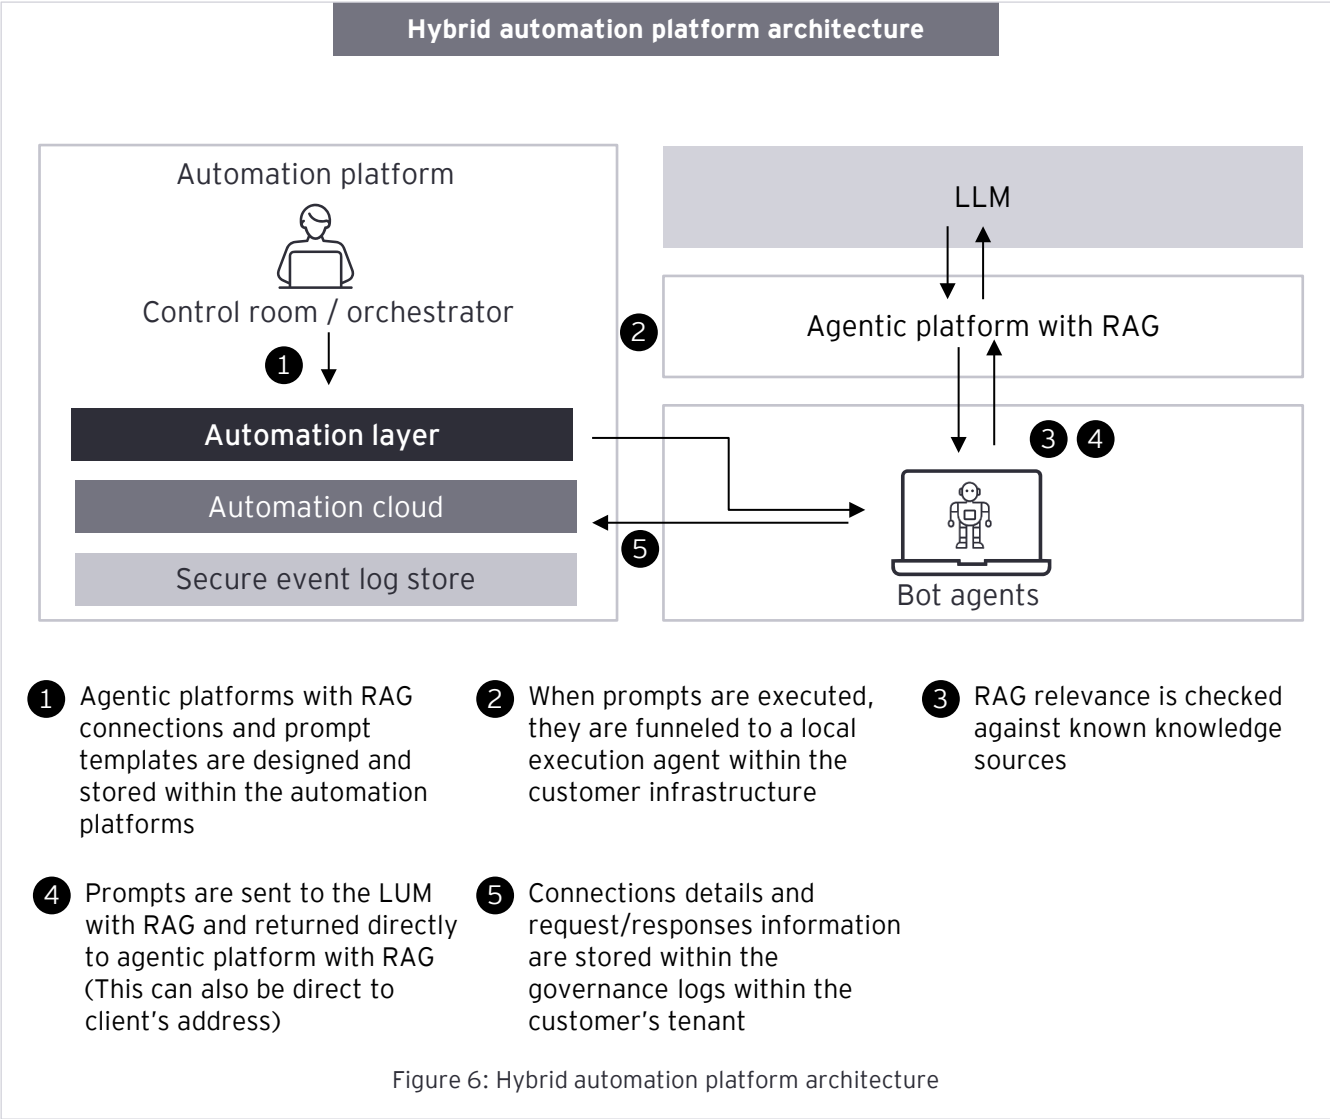 Hybrid automation platform architecture
Automation platform
Control room / orchestrator
1
Automation layer
Automation cloud
Secure event log store
LLM
2
Agentic platform with RAG
3 4
5
Bot agents
1 Agentic platforms with RAG
connections and prompt
templates are designed and
stored within the automation
platforms
2 When prompts are executed,
they are funneled to a local
execution agent within the
customer infrastructure
3 RAG relevance is checked
against known knowledge
sources
4 Prompts are sent to the LUM
with RAG and returned directly
to agentic platform with RAG
(This can also be direct to
client’s address)
5 Connections details and
request/responses information
are stored within the
governance logs within the
customer’s tenant
Figure 6: Hybrid automation platform architecture